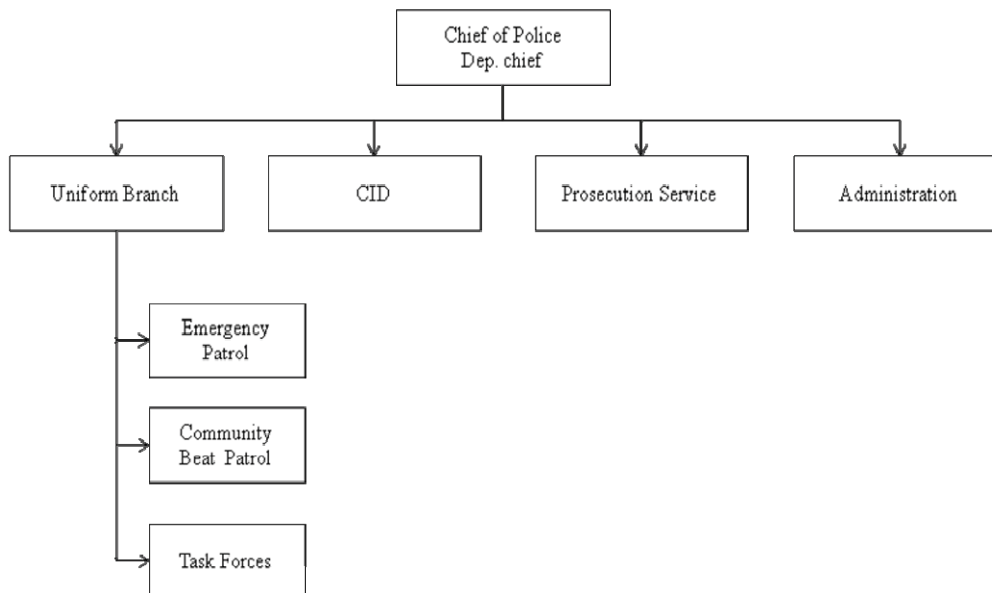 Chief of Police
Dep. chief
Uniform Branch
CID
Prosecution Service
Administration
Emergency
Patrol
Community
Beat Patrol
Task Forces